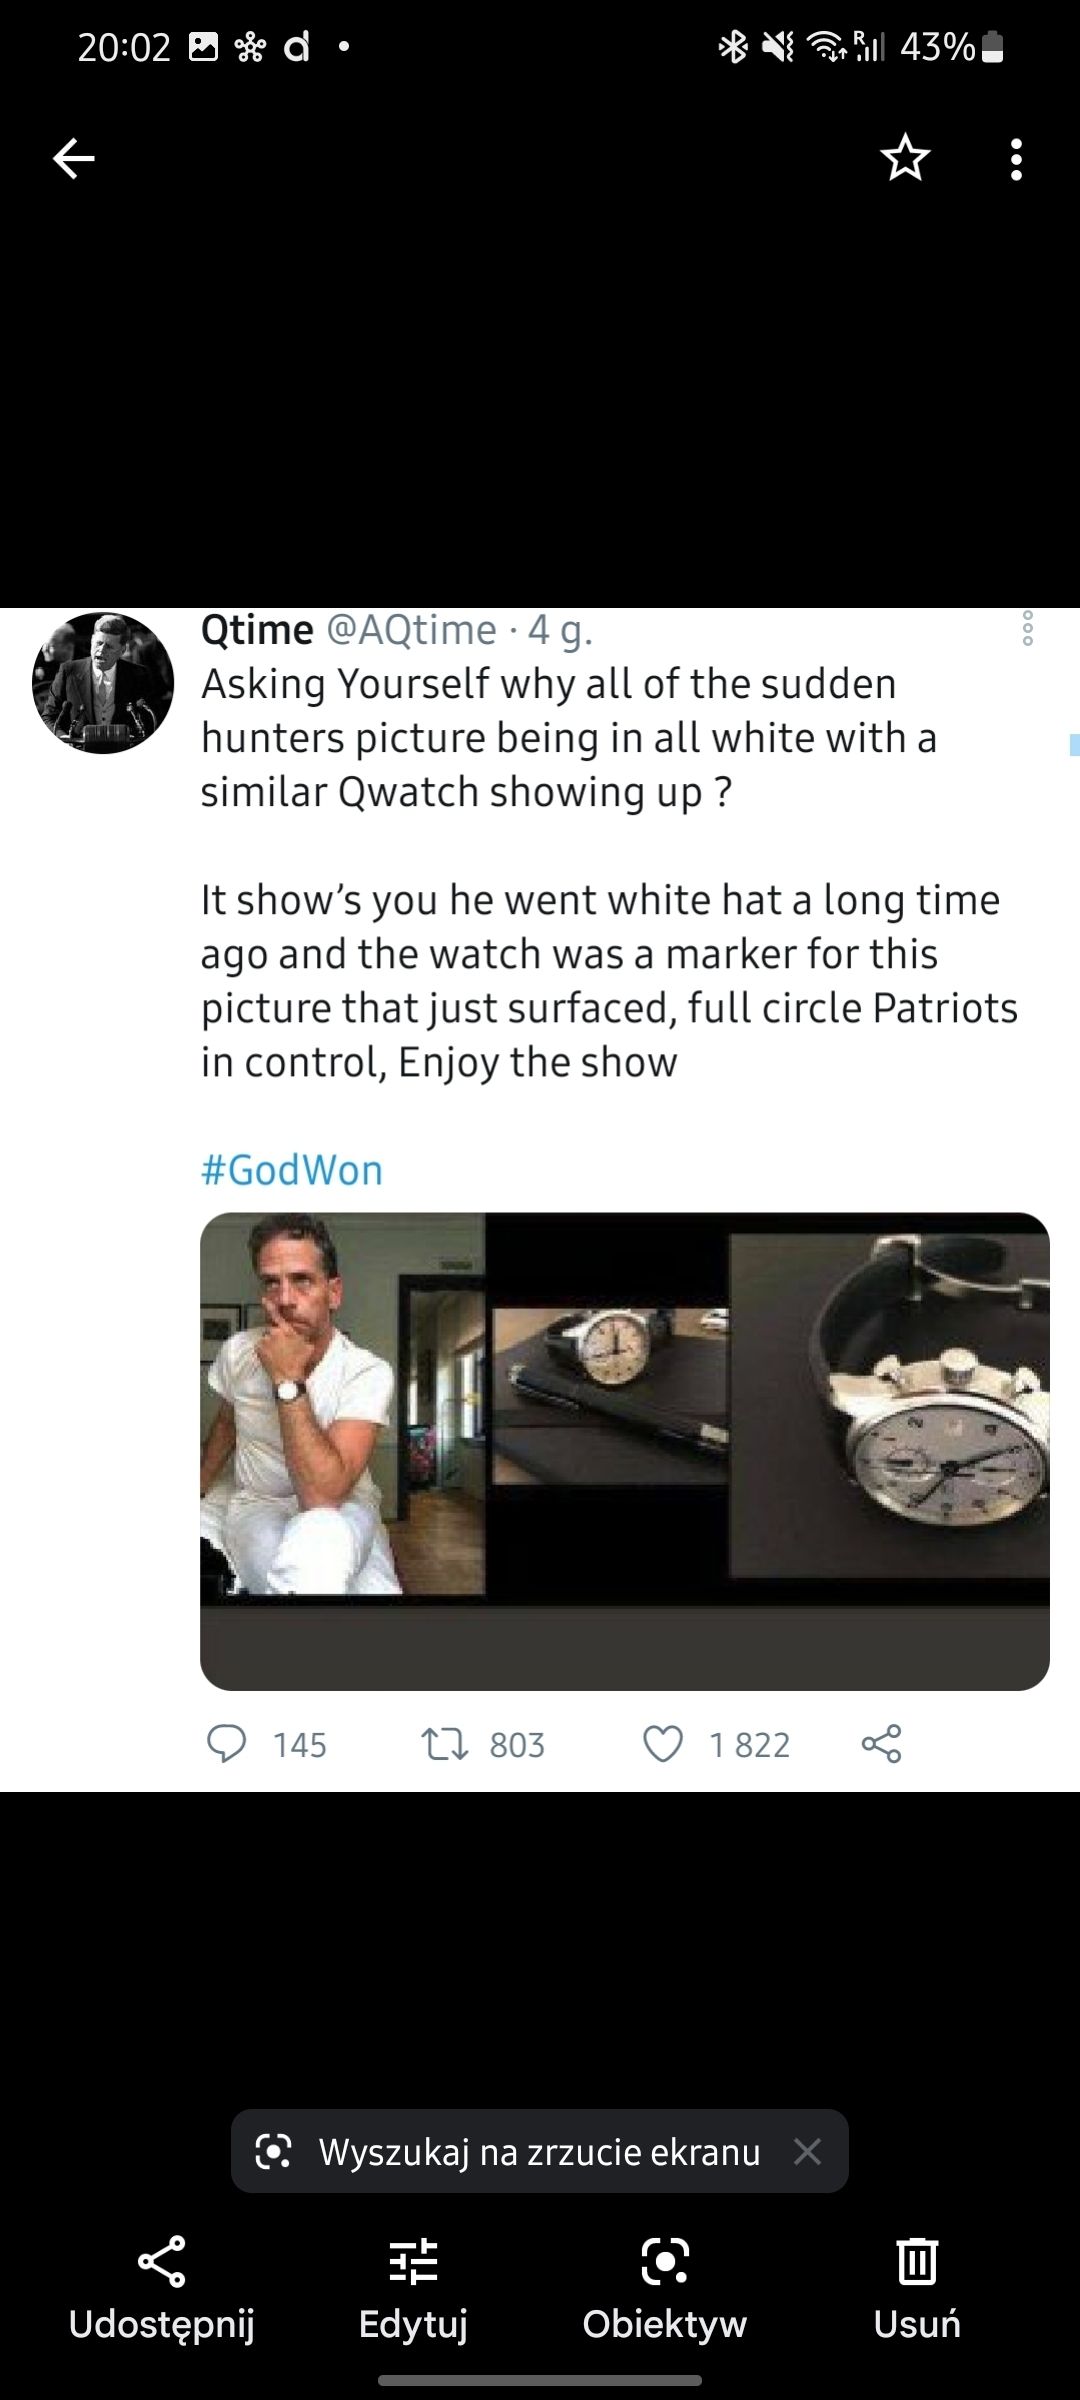 20:02
R
43%
Qtime @AQtime · 4 g.
Asking Yourself why all of the sudden
hunters picture being in all white with a
similar Qwatch showing up ?
It show’s you he went white hat a long time
ago and the watch was a marker for this
picture that just surfaced, full circle Patriots
in control, Enjoy the show
#GodWon
145 803 1 822
Wyszukaj na zrzucie ekranu
Udostępnij Edytuj Obiektyw Usuń